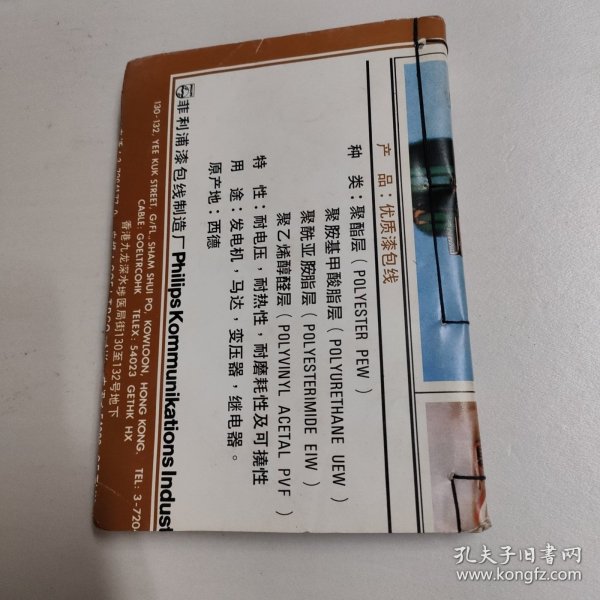 产 品：优质漆包线
种 类：聚酯层（POLYESTER PEW）
聚胺基甲酸脂层（POLYURETHANE UEW）
聚酰亚胺脂层（POLYESTERIMIDE EIW）
聚乙烯醇醛层（POLYVINYL ACETAL PVF）
特 性：耐电压，耐热性，耐磨耗性及可挠性
用 途：发电机，马达，变压器，继电器。
原产地：西德
菲利浦漆包线制造厂 Philips Kommunikations Indust
130-132, YEE KUK STREET, G/FL., SHAM SHUI PO, KOWLOON, HONG KONG. TEL: 3-720
CABLE: GOELTRCOHK TELEX: 54023 GETHK HX
香港九龙深水埗医局街130至132号地下
孔夫子旧书网
www.kongfz.com